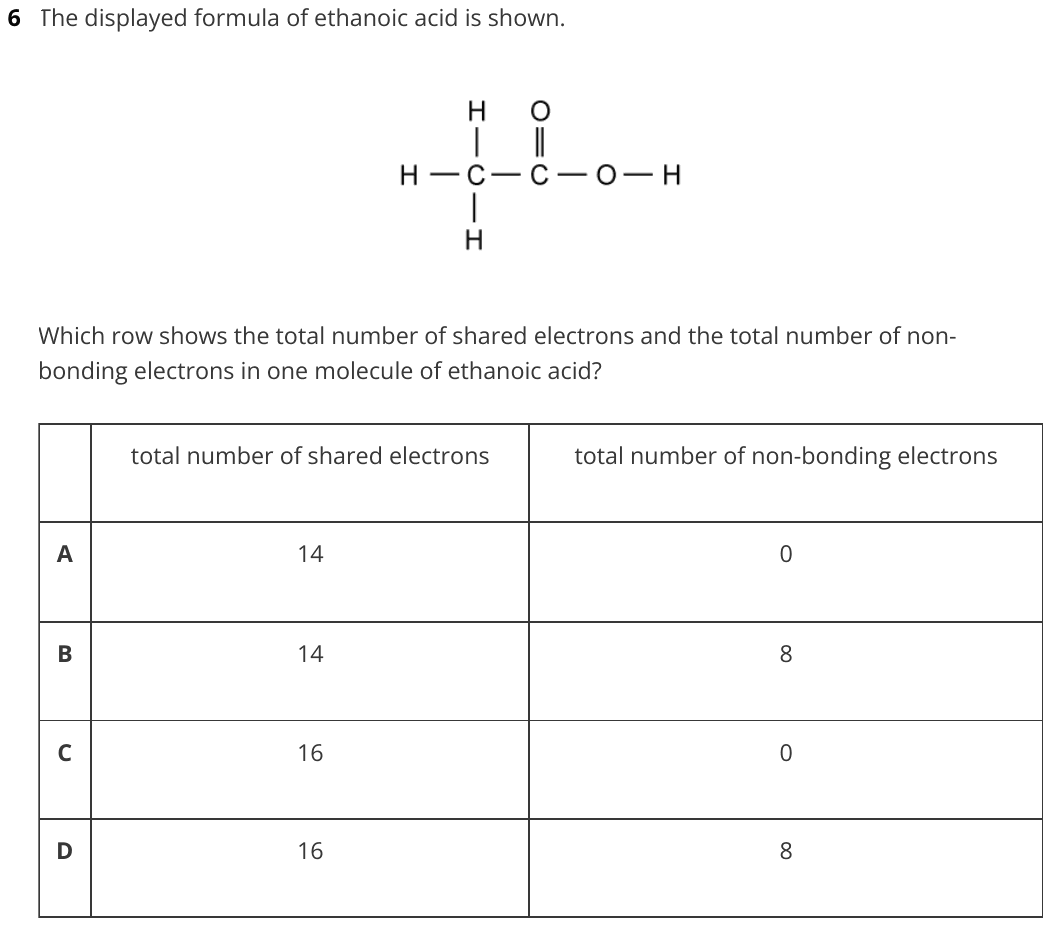 6 The displayed formula of ethanoic acid is shown.
H O
H — C — C — O — H
H
Which row shows the total number of shared electrons and the total number of non-
bonding electrons in one molecule of ethanoic acid?
total number of shared electrons total number of non-bonding electrons
A 14 0
B 14 8
C 16 0
D 16 8